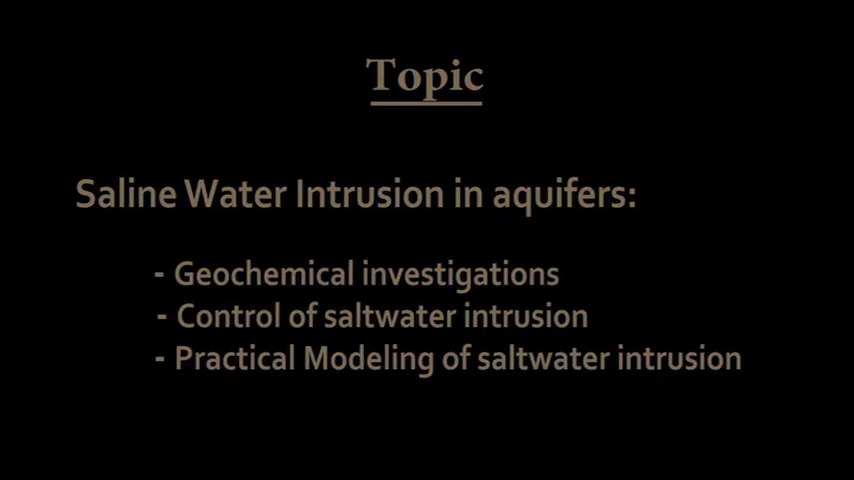 Topic
Saline Water Intrusion in aquifers:
- Geochemical investigations
- Control of saltwater intrusion
- Practical Modeling of saltwater intrusion